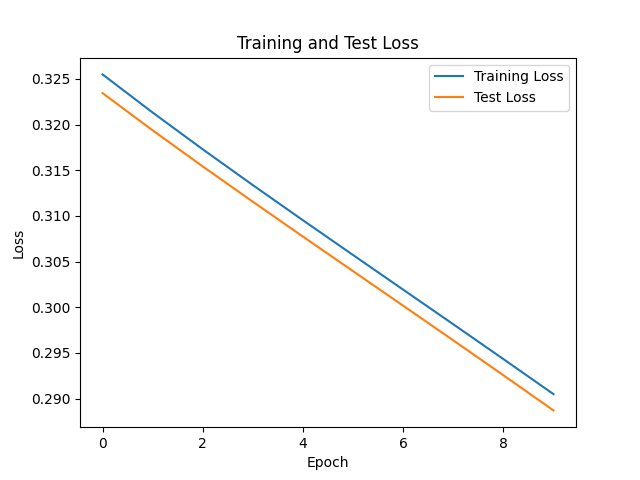 Training and Test Loss
Training Loss
Test Loss
0.325
0.320
0.315
0.310
0.305
0.300
0.295
0.290
Loss
0 2 4 6 8
Epoch